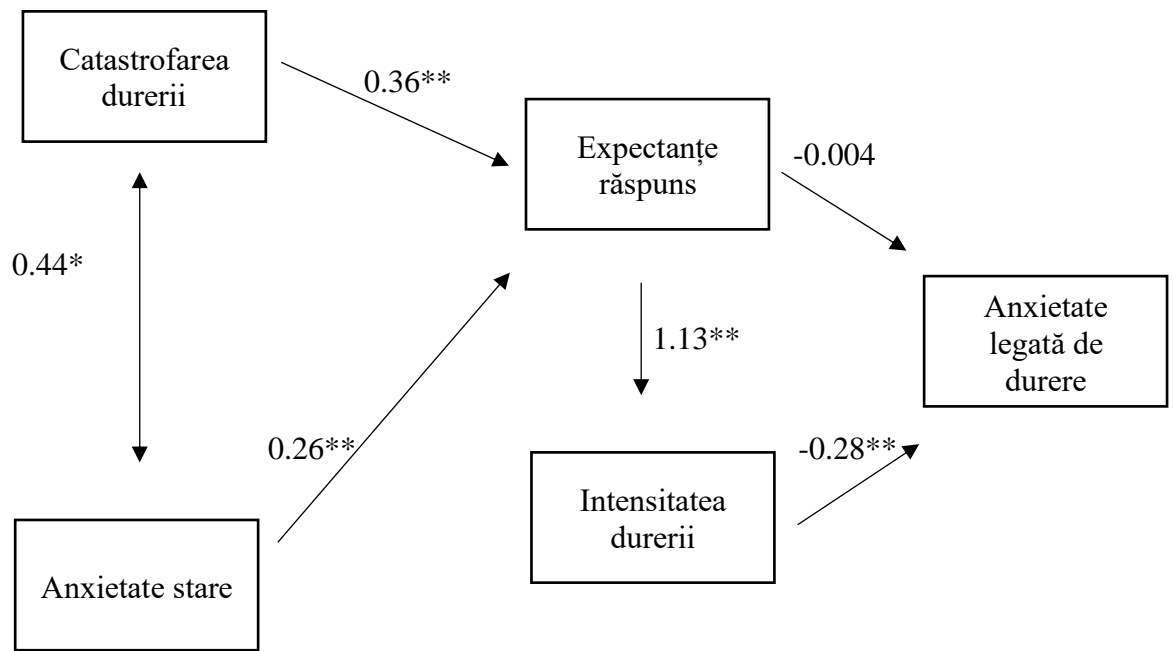 Catastrofarea
durerii
0.36**
Expectanțe
răspuns
-0.004
0.44*
1.13**
Anxietate
legată de
durere
0.26**
-0.28**
Intensitatea
durerii
Anxietate stare